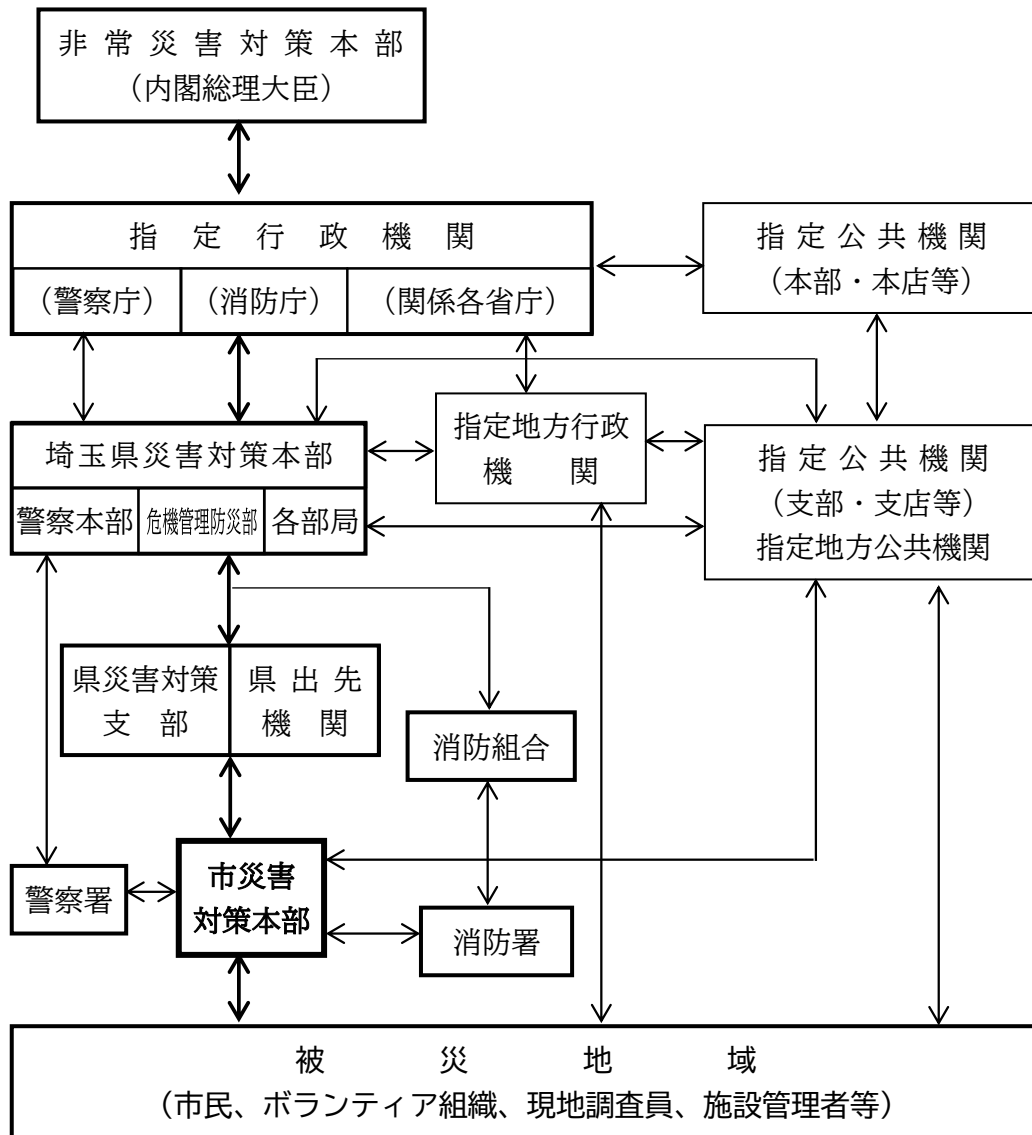 非常災害対策本部
（内閣総理大臣）
指定行政機関
（警察庁）
（消防庁）
（関係各省庁）
指定公共機関
（本部・本店等）
埼玉県災害対策本部
警察本部
危機管理防災部
各部局
指定地方行政
機関
指定公共機関
（支部・支店等）
指定地方公共機関
県災害対策
支部
県出先
機関
消防組合
警察署
市災害
対策本部
消防署
被災地域
（市民、ボランティア組織、現地調査員、施設管理者等）